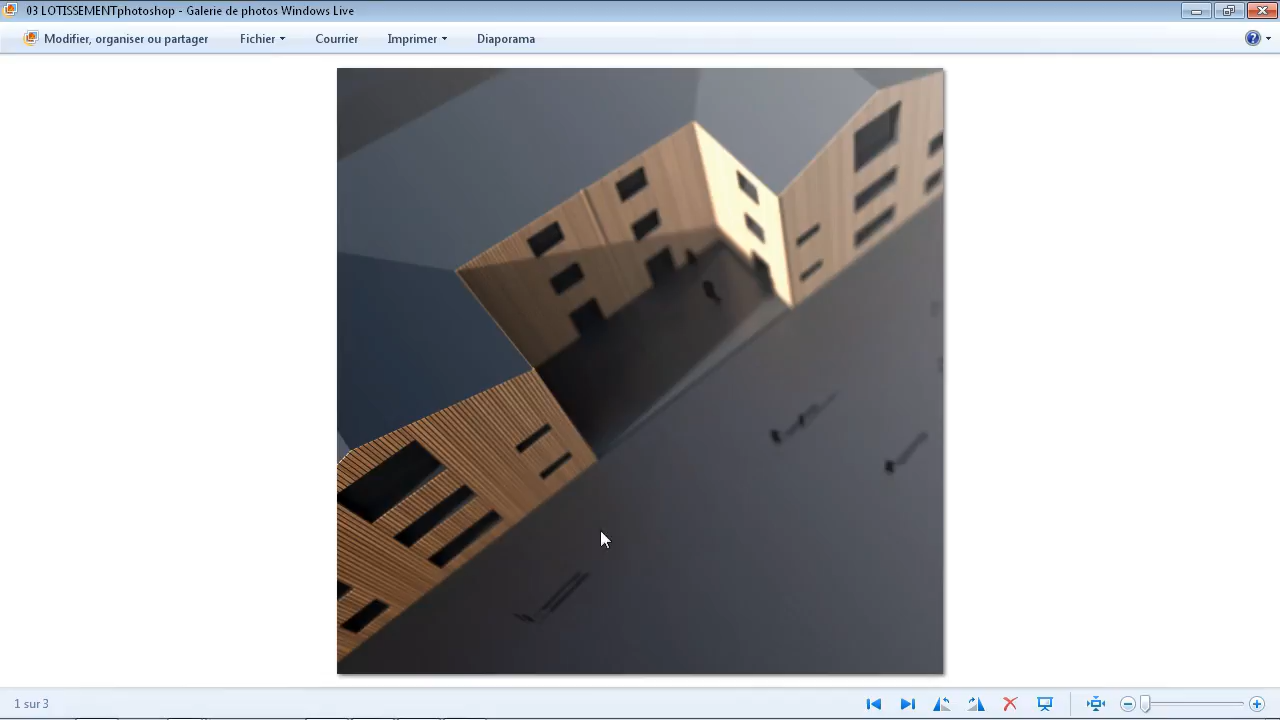 03 LOTISSEMENTphotoshop - Galerie de photos Windows Live
Modifier, organiser ou partager Fichier Courrier Imprimer Diaporama
1 sur 3